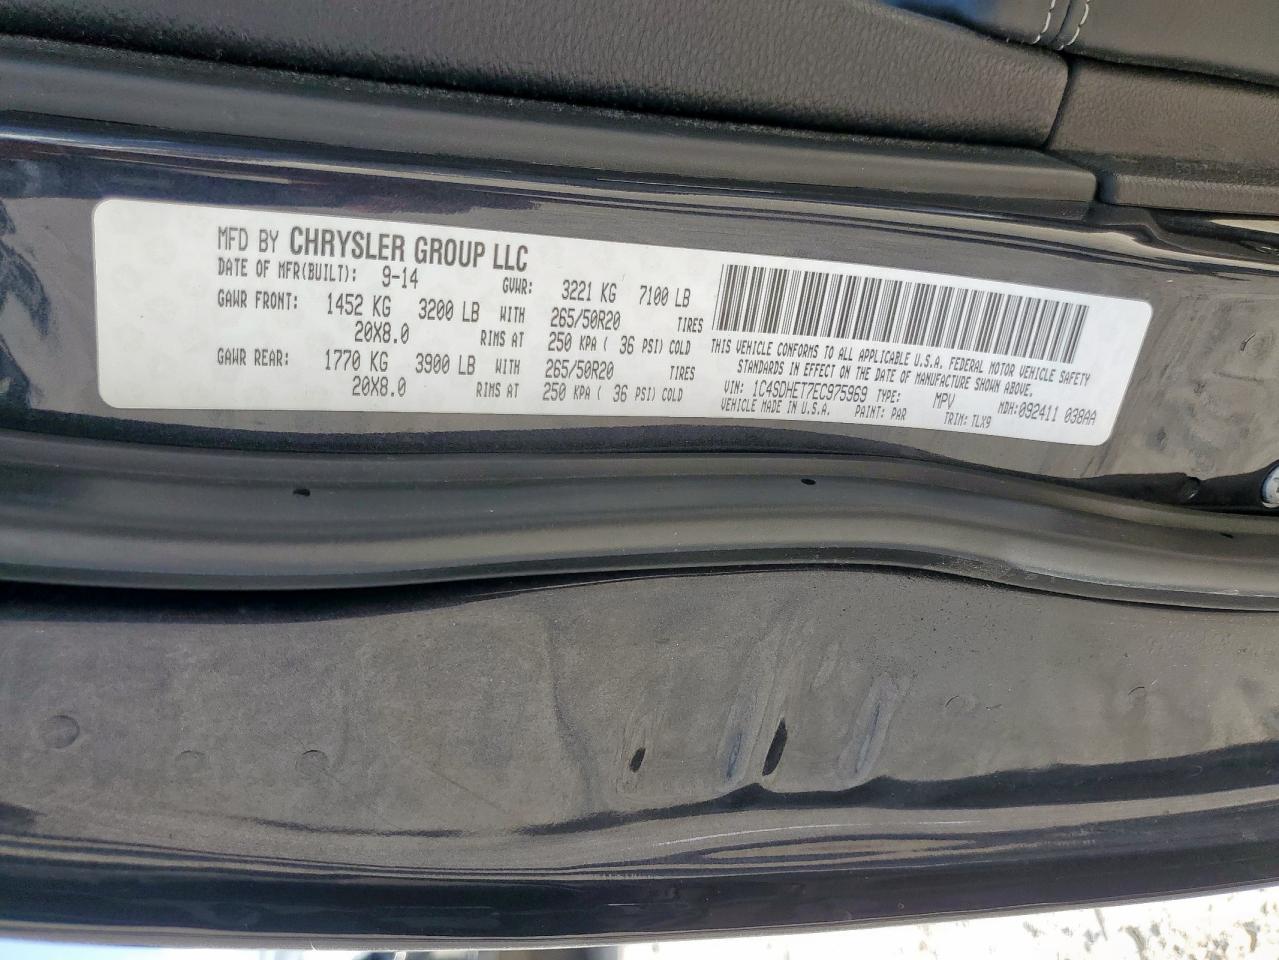 MFD BY CHRYSLER GROUP LLC
DATE OF MFR(BUILT): 9-14 GVWR: 3221 KG 7100 LB
GAWR FRONT: 1452 KG 3200 LB WITH 265/50R20 TIRES
20X8.0 RIMS AT 250 KPA ( 36 PSI) COLD
GAWR REAR: 1770 KG 3900 LB WITH 265/50R20 TIRES
20X8.0 RIMS AT 250 KPA ( 36 PSI) COLD
THIS VEHICLE CONFORMS TO ALL APPLICABLE U.S.A. FEDERAL MOTOR VEHICLE SAFETY
STANDARDS IN EFFECT ON THE DATE OF MANUFACTURE SHOWN ABOVE.
VIN: 1C4SDHET7EC975969 TYPE: MPV MDH:092411 038AA
VEHICLE MADE IN U.S.A. PAINT: PAR TRIM: TLX9